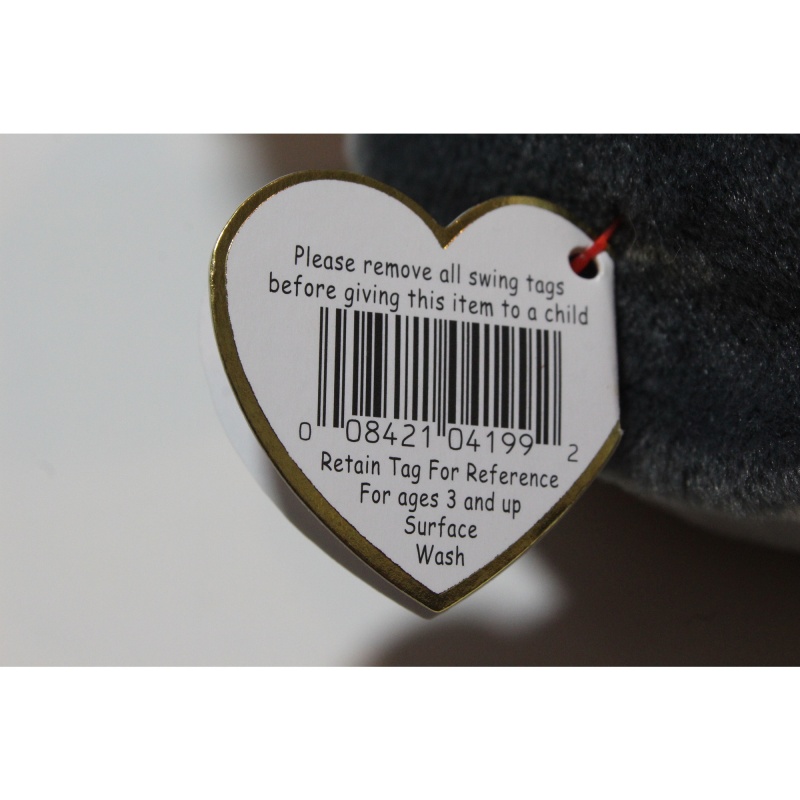 Please remove all swing tags
before giving this item to a child
0 08421 04199 2
Retain Tag For Reference
For ages 3 and up
Surface
Wash